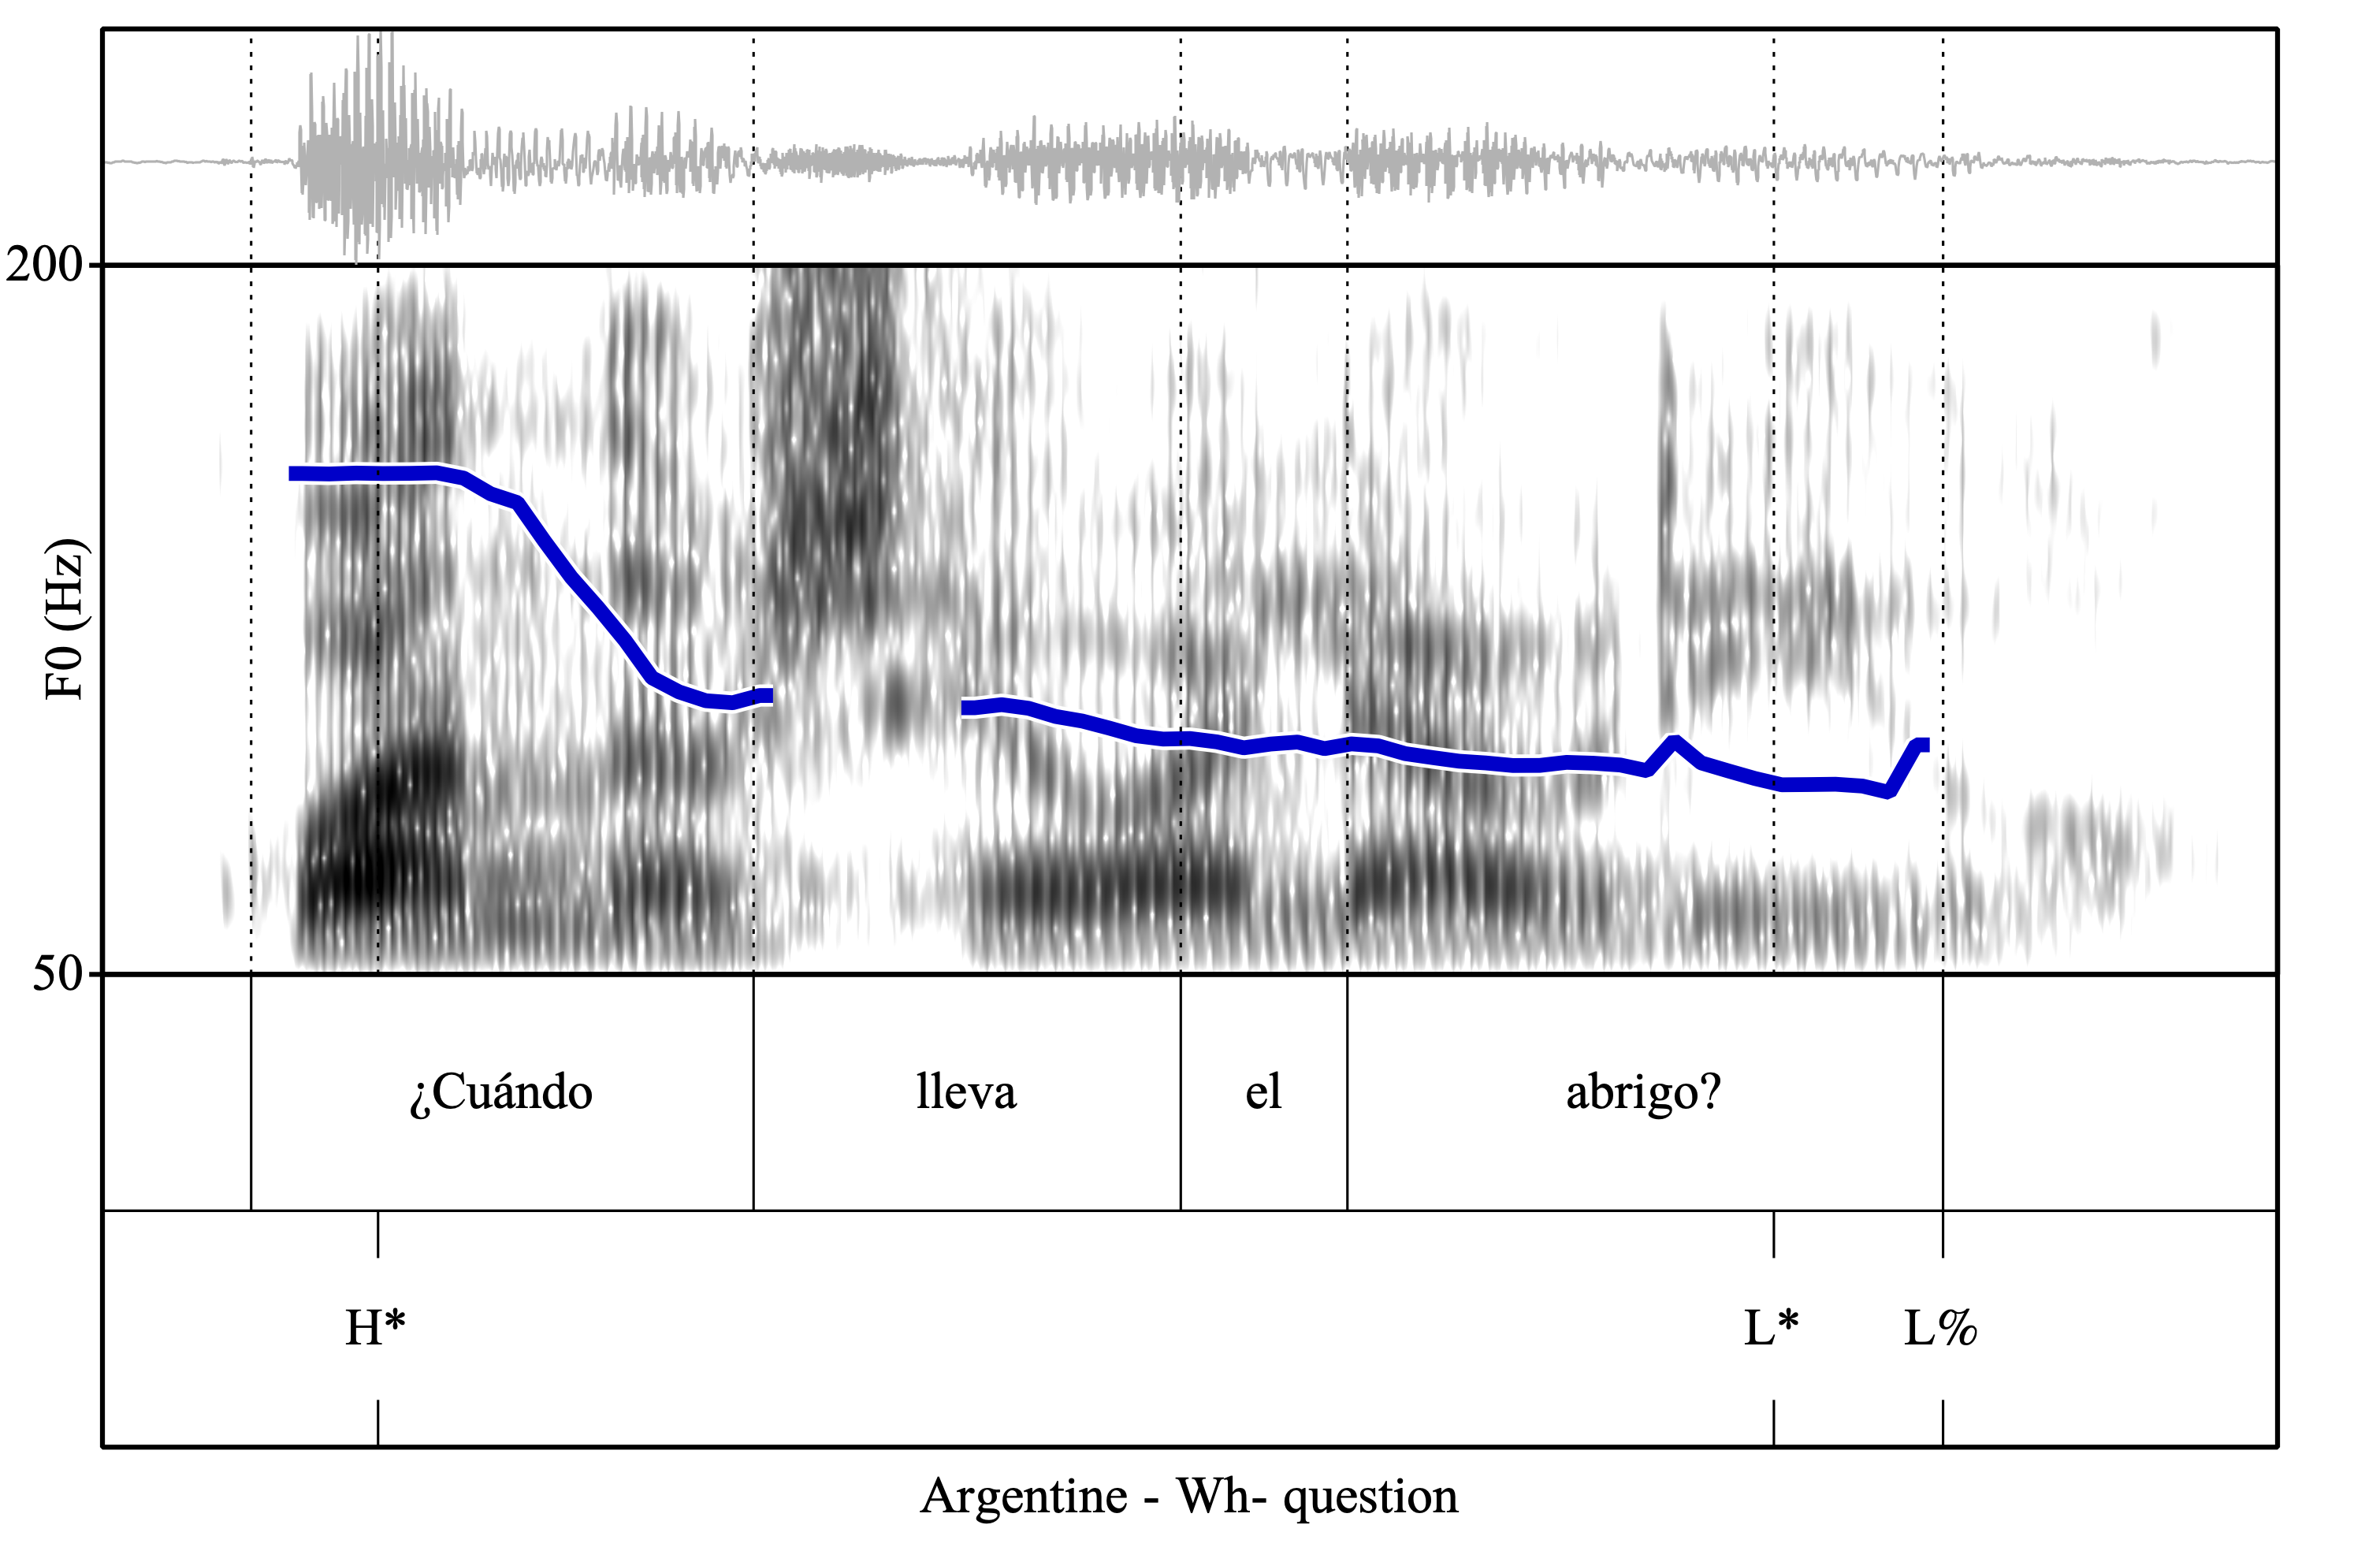 200
F0 (Hz)
50
¿Cuándo lleva el abrigo?
H* L* L%
Argentine - Wh- question